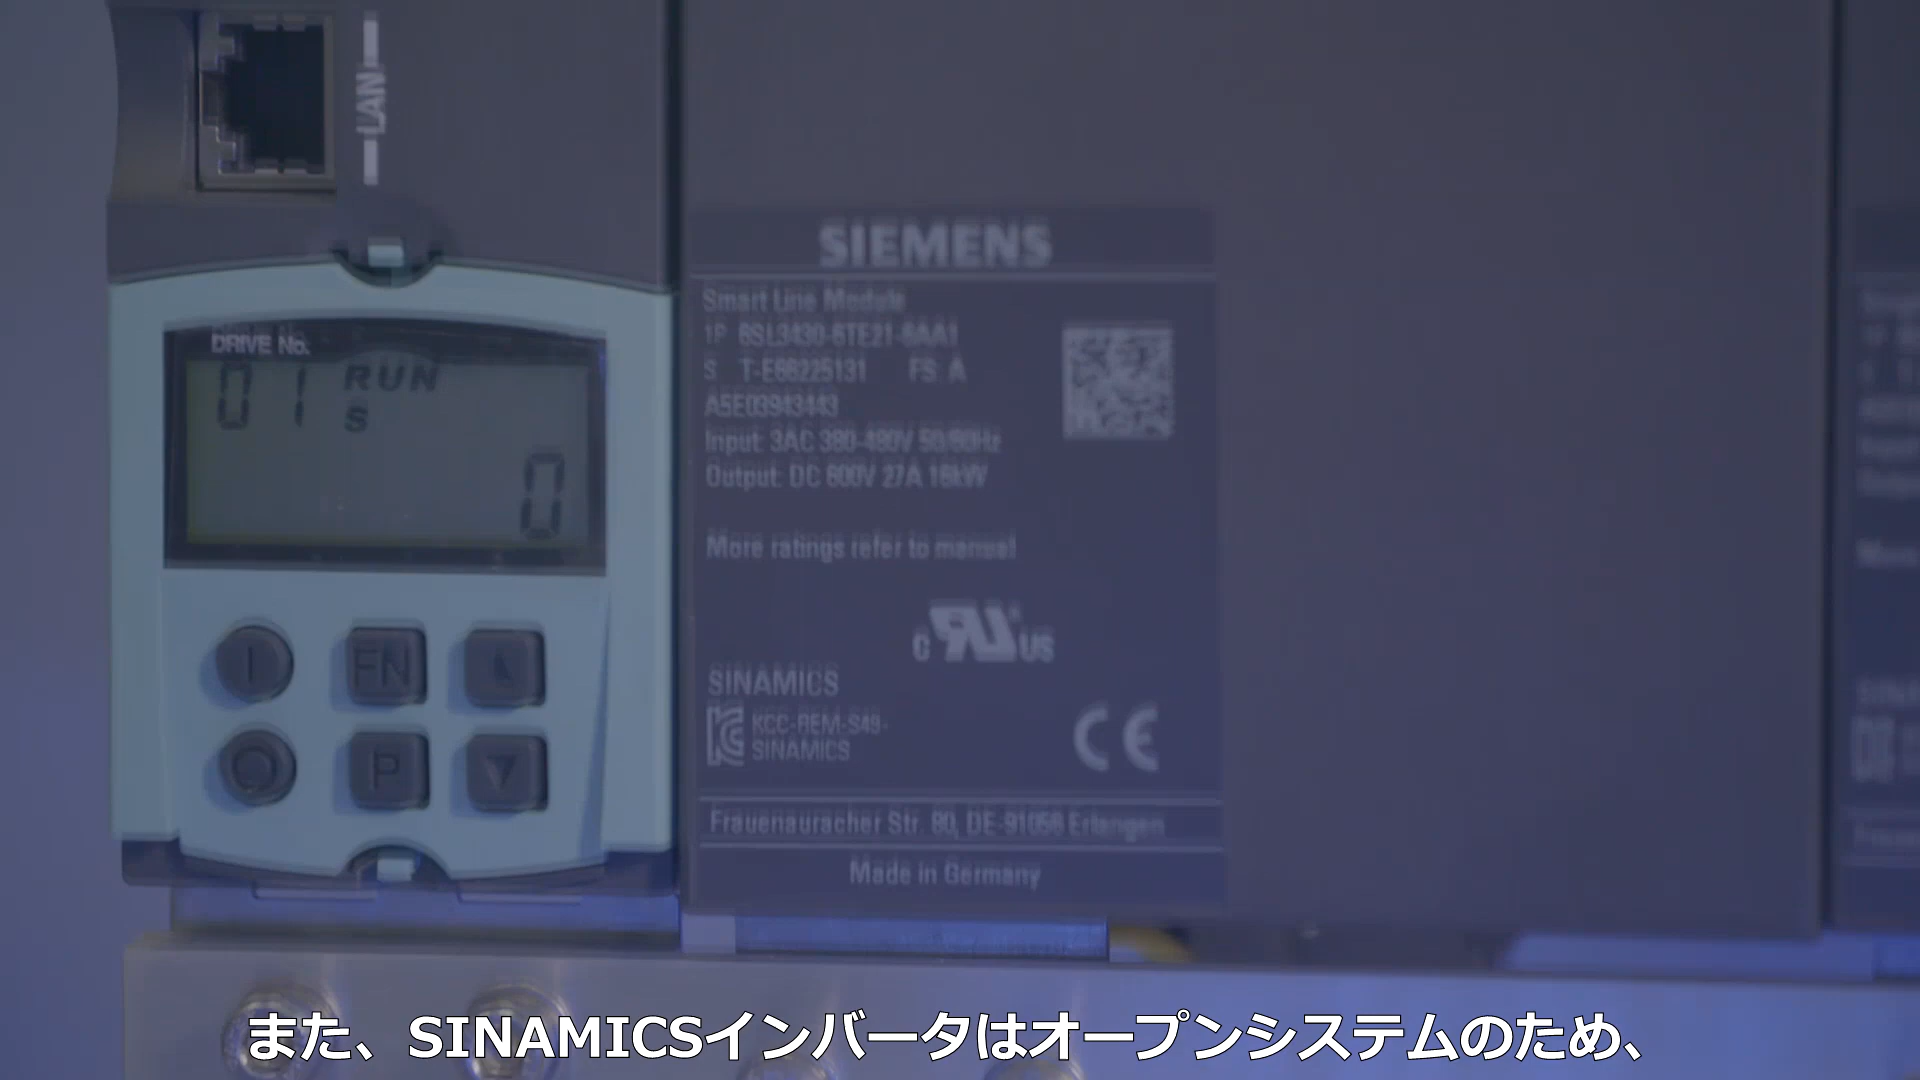 LAN
DRIVE No.
01 RUN
S
0
FN
P
SIEMENS
Smart Line Module
1P 6SL3430-6TE21-6AA1
S T-E66225131 FS: A
A5E03943443
Input: 3AC 380-480V 50/60Hz
Output: DC 600V 27A 16kW
More ratings refer to manual
c RU US
SINAMICS
KCC-REM-S49-
SINAMICS
CE
Frauenauracher Str. 80, DE-91056 Erlangen
Made in Germany
また、SINAMICSインバータはオープンシステムのため、